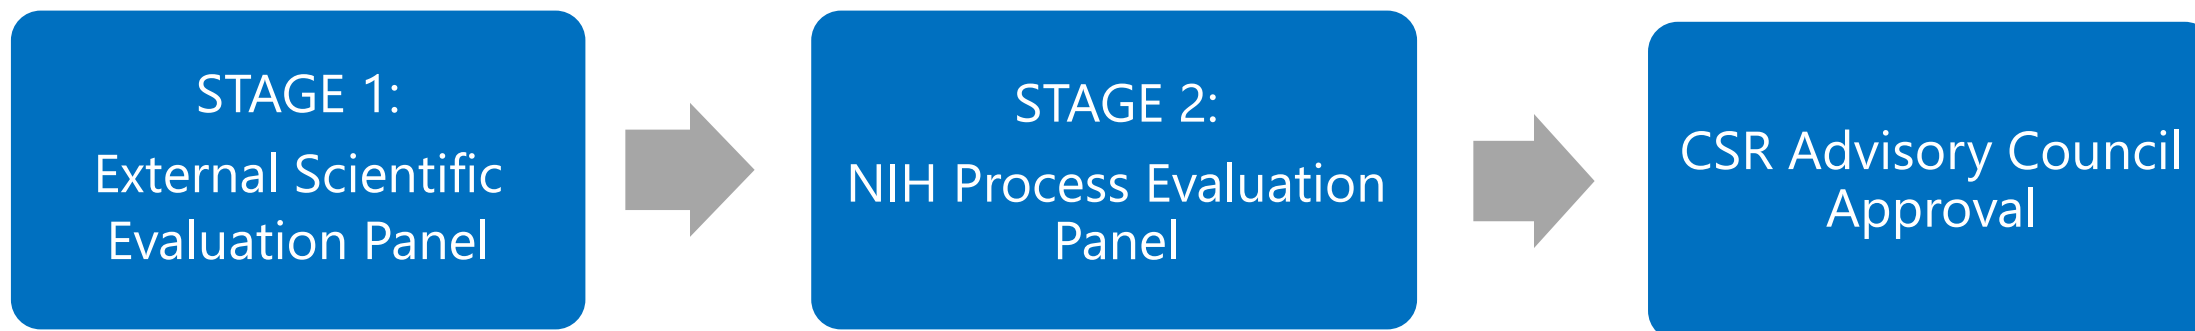 STAGE 1:
External Scientific
Evaluation Panel
STAGE 2:
NIH Process Evaluation
Panel
CSR Advisory Council
Approval